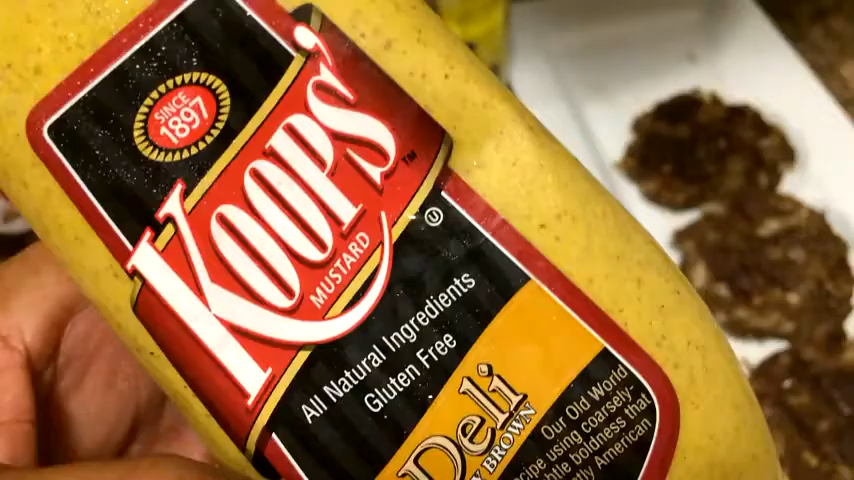 SINCE
1897
KOOPS'
™
MUSTARD
U
All Natural Ingredients
Gluten Free
Deli
BROWN
Our Old World
using coarsely-
boldness that
American